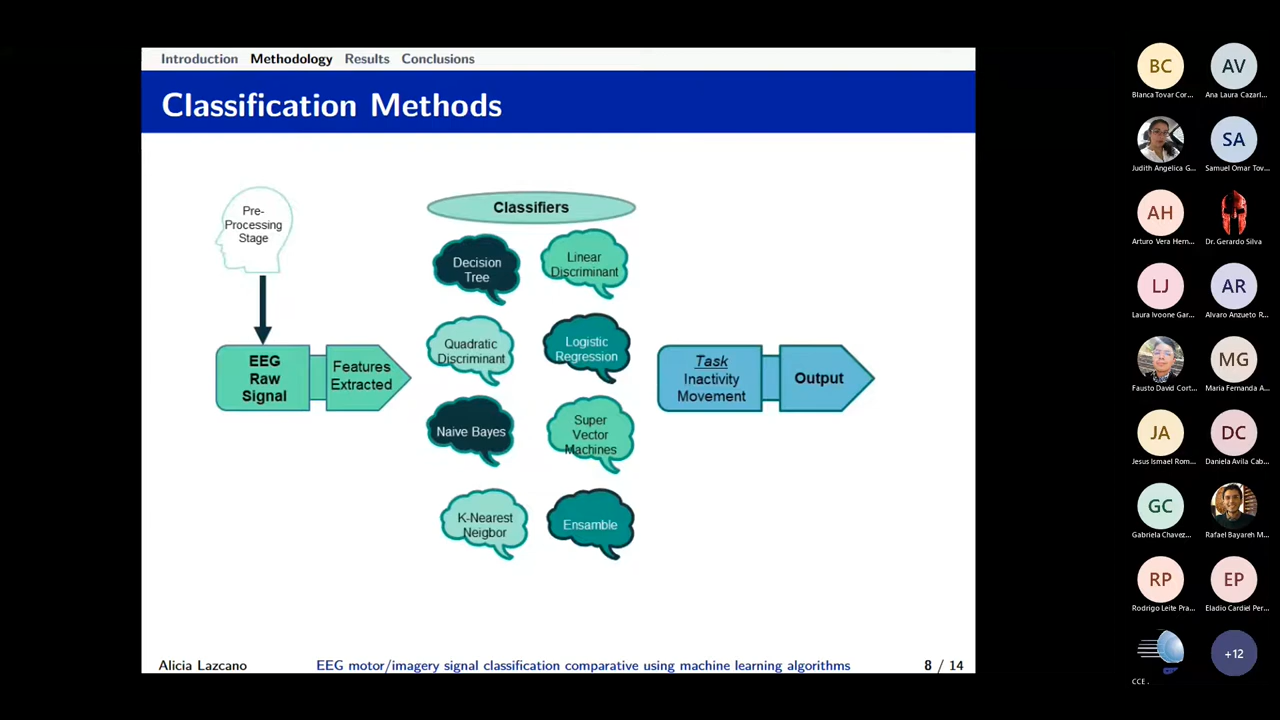 Introduction Methodology Results Conclusions
Classification Methods
Pre-
Processing
Stage
EEG
Raw
Signal
Features
Extracted
Classifiers
Decision
Tree
Linear
Discriminant
Quadratic
Discriminant
Logistic
Regression
Naive Bayes
Super
Vector
Machines
K-Nearest
Neigbor
Ensamble
Task
Inactivity
Movement
Output
Alicia Lazcano
EEG motor/imagery signal classification comparative using machine learning algorithms
8 / 14
BC
Blanca Tovar Cor...
AV
Ana Laura Cazarl...
Judith Angelica G...
SA
Samuel Omar Tov...
AH
Arturo Vera Hern...
Dr. Gerardo Silva
LJ
Laura Ivoone Gar...
AR
Alvaro Anzueto R...
Fausto David Cort...
MG
Maria Fernanda A...
JA
Jesus Ismael Rom...
DC
Daniela Avila Cab...
GC
Gabriela Chavez...
Rafael Bayareh M...
RP
Rodrigo Leite Pra...
EP
Eladio Cardiel Per...
CCE .
+12